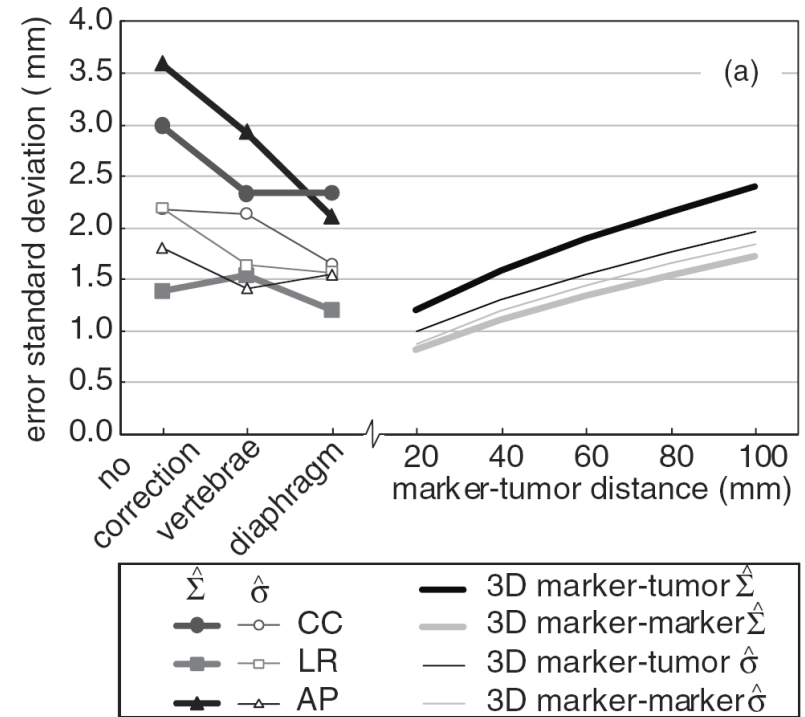 error standard deviation ( mm)
4.0
3.5
3.0
2.5
2.0
1.5
1.0
0.5
0.0
(a)
no
correction
vertebrae
diaphragm
20 40 60 80 100
marker-tumor distance (mm)
Σ̂ σ̂
CC
LR
AP
3D marker-tumor Σ̂
3D marker-marker Σ̂
3D marker-tumor σ̂
3D marker-marker σ̂